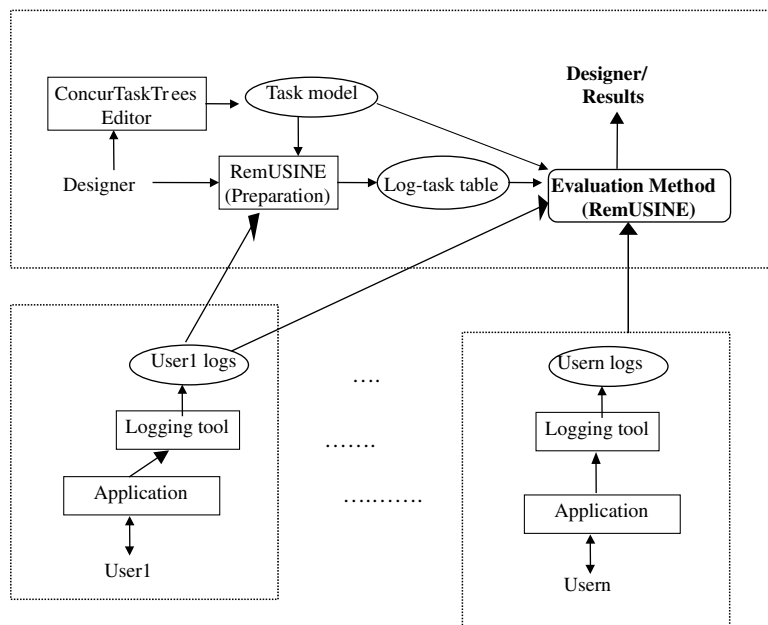 Designer/
Results
ConcurTaskTrees
Editor
Task model
Designer
RemUSINE
(Preparation)
Log-task table
Evaluation Method
(RemUSINE)
User1 logs
Logging tool
Application
User1
….
…….
……….…
Usern logs
Logging tool
Application
Usern